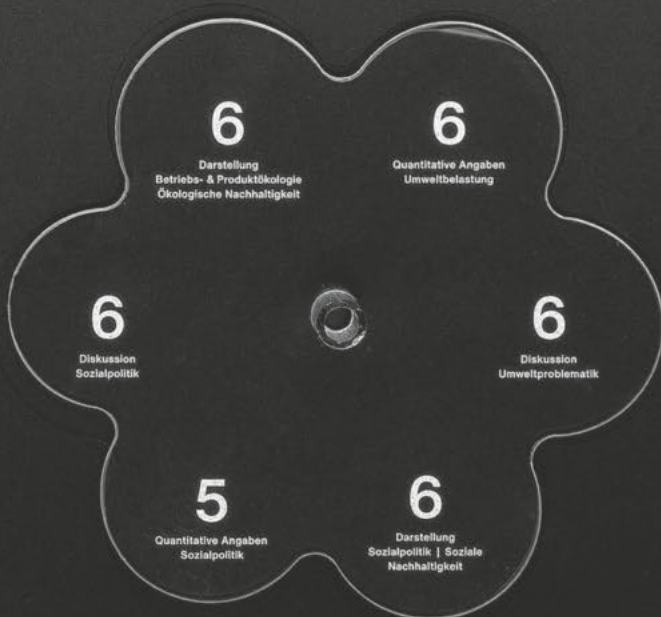 6
Darstellung
Betriebs- & Produktökologie
Ökologische Nachhaltigkeit
6
Quantitative Angaben
Umweltbelastung
6
Diskussion
Sozialpolitik
6
Diskussion
Umweltproblematik
5
Quantitative Angaben
Sozialpolitik
6
Darstellung
Sozialpolitik | Soziale
Nachhaltigkeit